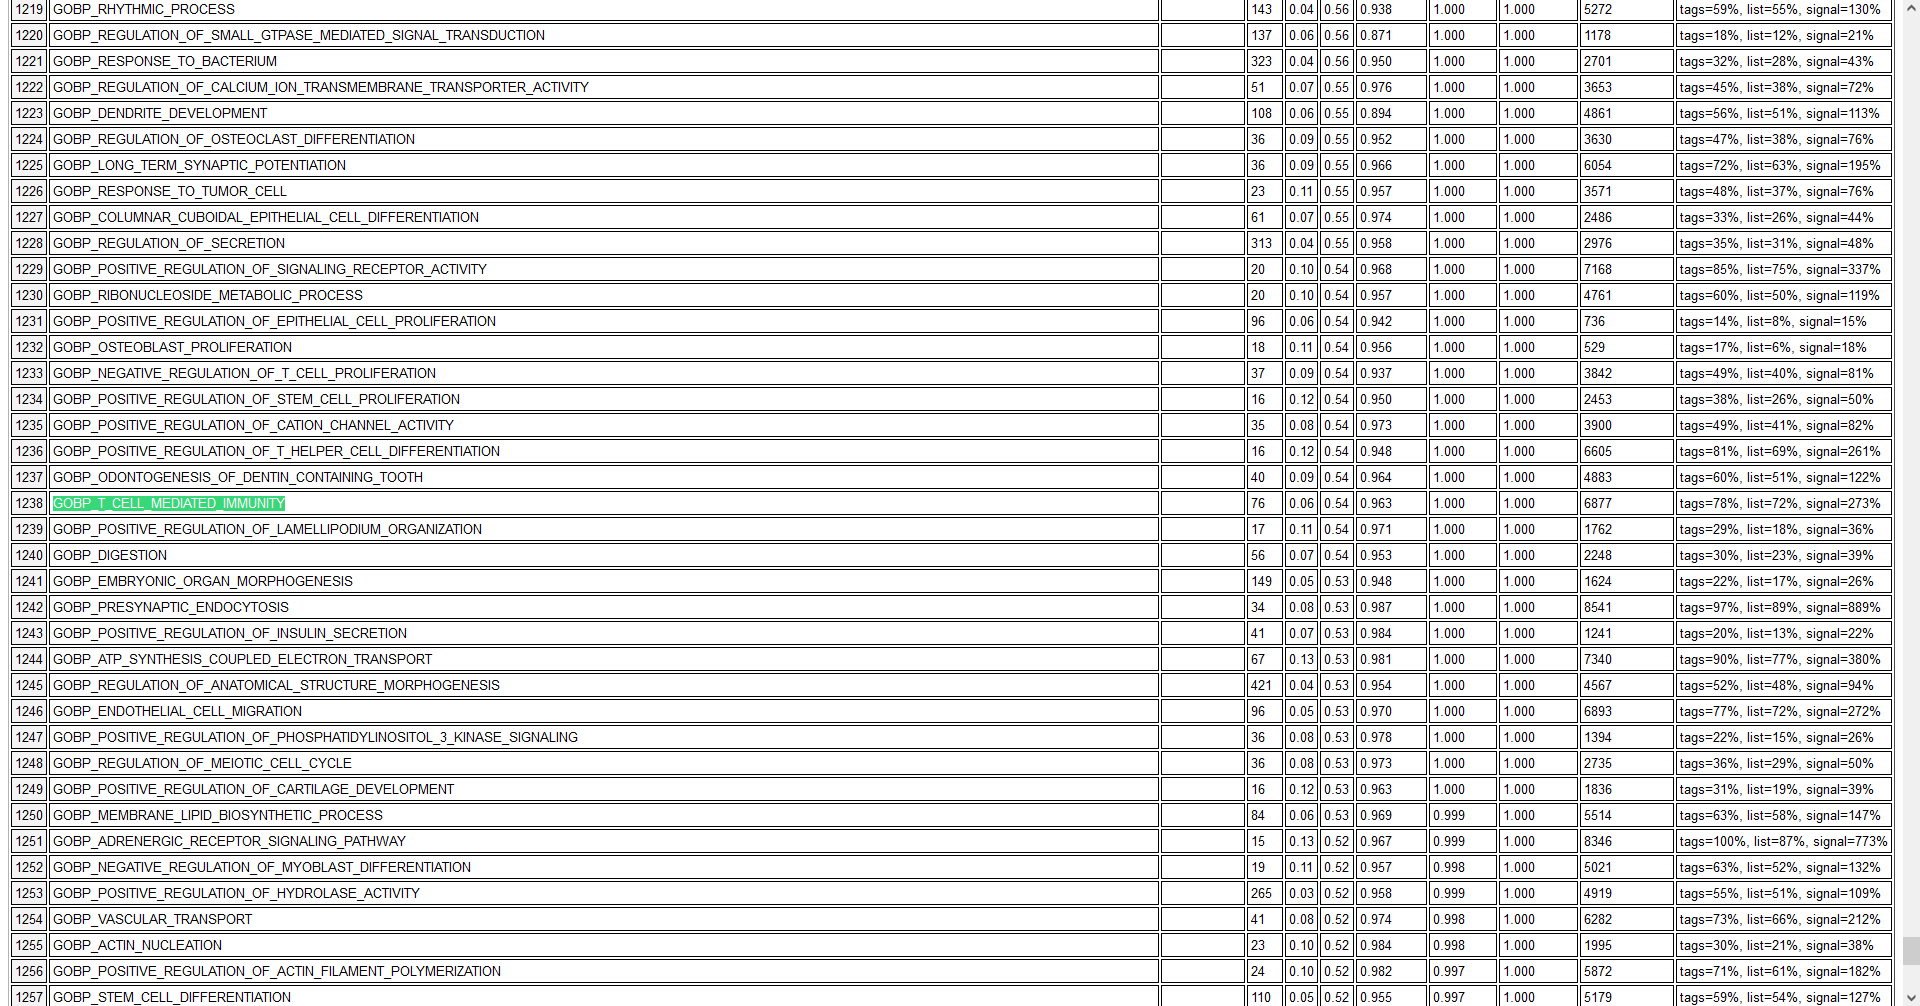 1219 GOBP_RHYTHMIC_PROCESS 143 0.04 0.56 0.938 1.000 1.000 5272 tags=59%, list=55%, signal=130%
1220 GOBP_REGULATION_OF_SMALL_GTPASE_MEDIATED_SIGNAL_TRANSDUCTION 137 0.06 0.56 0.871 1.000 1.000 1178 tags=18%, list=12%, signal=21%
1221 GOBP_RESPONSE_TO_BACTERIUM 323 0.04 0.56 0.950 1.000 1.000 2701 tags=32%, list=28%, signal=43%
1222 GOBP_REGULATION_OF_CALCIUM_ION_TRANSMEMBRANE_TRANSPORTER_ACTIVITY 51 0.07 0.55 0.976 1.000 1.000 3653 tags=45%, list=38%, signal=72%
1223 GOBP_DENDRITE_DEVELOPMENT 108 0.06 0.55 0.894 1.000 1.000 4861 tags=56%, list=51%, signal=113%
1224 GOBP_REGULATION_OF_OSTEOCLAST_DIFFERENTIATION 36 0.09 0.55 0.952 1.000 1.000 3630 tags=47%, list=38%, signal=76%
1225 GOBP_LONG_TERM_SYNAPTIC_POTENTIATION 36 0.09 0.55 0.966 1.000 1.000 6054 tags=72%, list=63%, signal=195%
1226 GOBP_RESPONSE_TO_TUMOR_CELL 23 0.11 0.55 0.957 1.000 1.000 3571 tags=48%, list=37%, signal=76%
1227 GOBP_COLUMNAR_CUBOIDAL_EPITHELIAL_CELL_DIFFERENTIATION 61 0.07 0.55 0.974 1.000 1.000 2486 tags=33%, list=26%, signal=44%
1228 GOBP_REGULATION_OF_SECRETION 313 0.04 0.55 0.958 1.000 1.000 2976 tags=35%, list=31%, signal=48%
1229 GOBP_POSITIVE_REGULATION_OF_SIGNALING_RECEPTOR_ACTIVITY 20 0.10 0.54 0.968 1.000 1.000 7168 tags=85%, list=75%, signal=337%
1230 GOBP_RIBONUCLEOSIDE_METABOLIC_PROCESS 20 0.10 0.54 0.957 1.000 1.000 4761 tags=60%, list=50%, signal=119%
1231 GOBP_POSITIVE_REGULATION_OF_EPITHELIAL_CELL_PROLIFERATION 96 0.06 0.54 0.942 1.000 1.000 736 tags=14%, list=8%, signal=15%
1232 GOBP_OSTEOBLAST_PROLIFERATION 18 0.11 0.54 0.956 1.000 1.000 529 tags=17%, list=6%, signal=18%
1233 GOBP_NEGATIVE_REGULATION_OF_T_CELL_PROLIFERATION 37 0.09 0.54 0.937 1.000 1.000 3842 tags=49%, list=40%, signal=81%
1234 GOBP_POSITIVE_REGULATION_OF_STEM_CELL_PROLIFERATION 16 0.12 0.54 0.950 1.000 1.000 2453 tags=38%, list=26%, signal=50%
1235 GOBP_POSITIVE_REGULATION_OF_CATION_CHANNEL_ACTIVITY 35 0.08 0.54 0.973 1.000 1.000 3900 tags=49%, list=41%, signal=82%
1236 GOBP_POSITIVE_REGULATION_OF_T_HELPER_CELL_DIFFERENTIATION 16 0.12 0.54 0.948 1.000 1.000 6605 tags=81%, list=69%, signal=261%
1237 GOBP_ODONTOGENESIS_OF_DENTIN_CONTAINING_TOOTH 40 0.09 0.54 0.964 1.000 1.000 4883 tags=60%, list=51%, signal=122%
1238 GOBP_T_CELL_MEDIATED_IMMUNITY 76 0.06 0.54 0.963 1.000 1.000 6877 tags=78%, list=72%, signal=273%
1239 GOBP_POSITIVE_REGULATION_OF_LAMELLIPODIUM_ORGANIZATION 17 0.11 0.54 0.971 1.000 1.000 1762 tags=29%, list=18%, signal=36%
1240 GOBP_DIGESTION 56 0.07 0.54 0.953 1.000 1.000 2248 tags=30%, list=23%, signal=39%
1241 GOBP_EMBRYONIC_ORGAN_MORPHOGENESIS 149 0.05 0.53 0.948 1.000 1.000 1624 tags=22%, list=17%, signal=26%
1242 GOBP_PRESYNAPTIC_ENDOCYTOSIS 34 0.08 0.53 0.987 1.000 1.000 8541 tags=97%, list=89%, signal=889%
1243 GOBP_POSITIVE_REGULATION_OF_INSULIN_SECRETION 41 0.07 0.53 0.984 1.000 1.000 1241 tags=20%, list=13%, signal=22%
1244 GOBP_ATP_SYNTHESIS_COUPLED_ELECTRON_TRANSPORT 67 0.13 0.53 0.981 1.000 1.000 7340 tags=90%, list=77%, signal=380%
1245 GOBP_REGULATION_OF_ANATOMICAL_STRUCTURE_MORPHOGENESIS 421 0.04 0.53 0.954 1.000 1.000 4567 tags=52%, list=48%, signal=94%
1246 GOBP_ENDOTHELIAL_CELL_MIGRATION 96 0.05 0.53 0.970 1.000 1.000 6893 tags=77%, list=72%, signal=272%
1247 GOBP_POSITIVE_REGULATION_OF_PHOSPHATIDYLINOSITOL_3_KINASE_SIGNALING 36 0.08 0.53 0.978 1.000 1.000 1394 tags=22%, list=15%, signal=26%
1248 GOBP_REGULATION_OF_MEIOTIC_CELL_CYCLE 36 0.08 0.53 0.973 1.000 1.000 2735 tags=36%, list=29%, signal=50%
1249 GOBP_POSITIVE_REGULATION_OF_CARTILAGE_DEVELOPMENT 16 0.12 0.53 0.963 1.000 1.000 1836 tags=31%, list=19%, signal=39%
1250 GOBP_MEMBRANE_LIPID_BIOSYNTHETIC_PROCESS 84 0.06 0.53 0.969 0.999 1.000 5514 tags=63%, list=58%, signal=147%
1251 GOBP_ADRENERGIC_RECEPTOR_SIGNALING_PATHWAY 15 0.13 0.52 0.967 0.999 1.000 8346 tags=100%, list=87%, signal=773%
1252 GOBP_NEGATIVE_REGULATION_OF_MYOBLAST_DIFFERENTIATION 19 0.11 0.52 0.957 0.998 1.000 5021 tags=63%, list=52%, signal=132%
1253 GOBP_POSITIVE_REGULATION_OF_HYDROLASE_ACTIVITY 265 0.03 0.52 0.958 0.999 1.000 4919 tags=55%, list=51%, signal=109%
1254 GOBP_VASCULAR_TRANSPORT 41 0.08 0.52 0.974 0.998 1.000 6282 tags=73%, list=66%, signal=212%
1255 GOBP_ACTIN_NUCLEATION 23 0.10 0.52 0.984 0.998 1.000 1995 tags=30%, list=21%, signal=38%
1256 GOBP_POSITIVE_REGULATION_OF_ACTIN_FILAMENT_POLYMERIZATION 24 0.10 0.52 0.982 0.997 1.000 5872 tags=71%, list=61%, signal=182%
1257 GOBP_STEM_CELL_DIFFERENTIATION 110 0.05 0.52 0.955 0.997 1.000 5179 tags=59%, list=54%, signal=127%